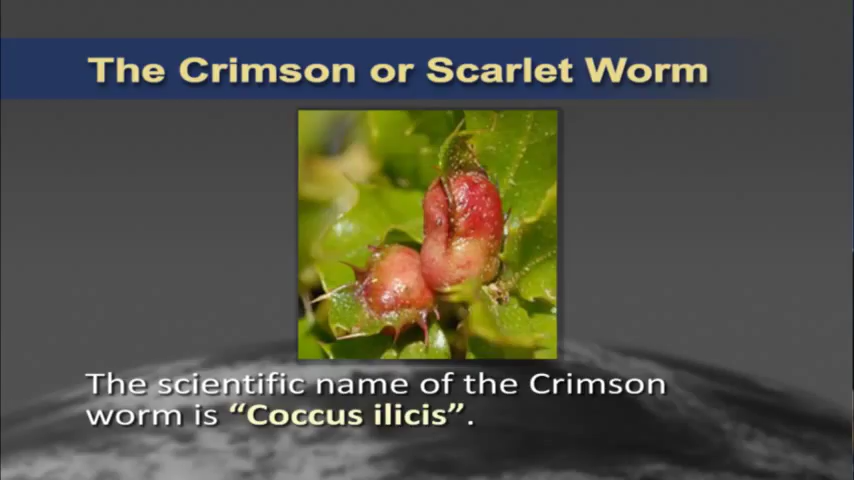 The Crimson or Scarlet Worm
The scientific name of the Crimson
worm is “Coccus ilicis”.